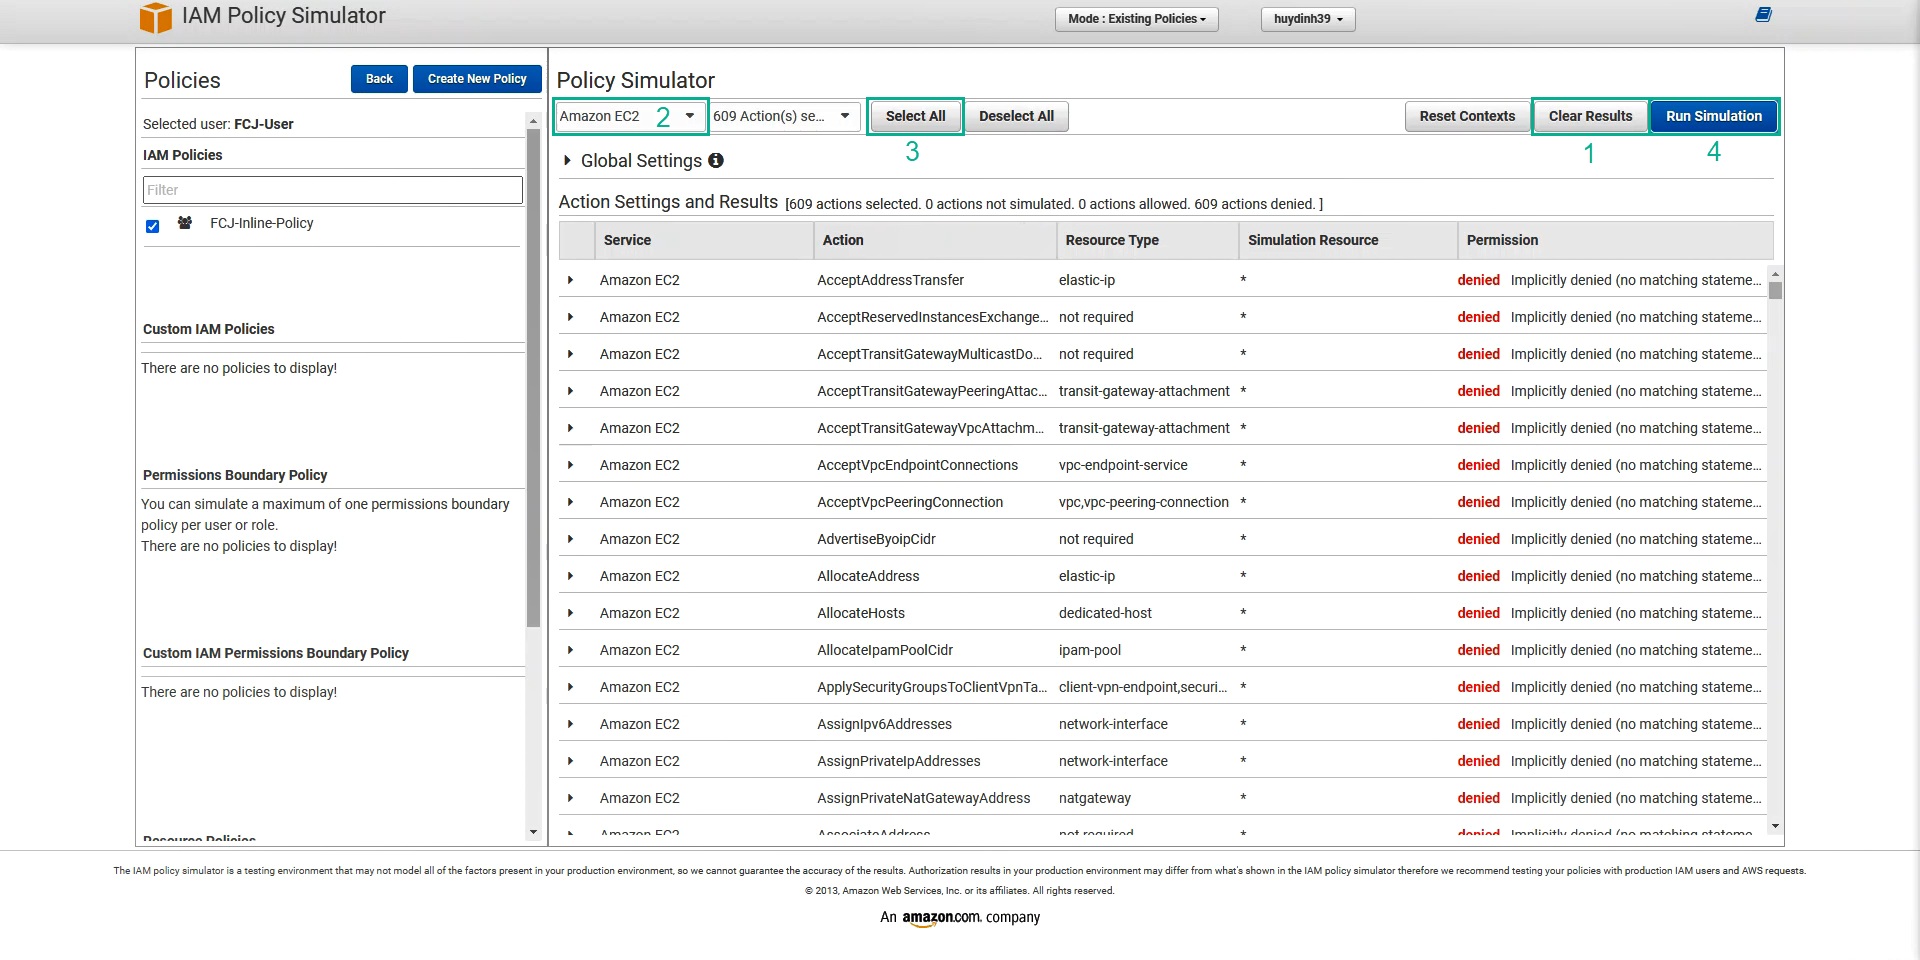 IAM Policy Simulator
Mode : Existing Policies
huydinh39
Policies
Back
Create New Policy
Selected user: FCJ-User
IAM Policies
Filter
FCJ-Inline-Policy
Custom IAM Policies
There are no policies to display!
Permissions Boundary Policy
You can simulate a maximum of one permissions boundary
policy per user or role.
There are no policies to display!
Custom IAM Permissions Boundary Policy
There are no policies to display!
Resource Policies
Policy Simulator
Amazon EC2 2
609 Action(s) se...
Select All
Deselect All
Reset Contexts
Clear Results
Run Simulation
3
1
4
Global Settings
Action Settings and Results [609 actions selected. 0 actions not simulated. 0 actions allowed. 609 actions denied. ]
Service Action Resource Type Simulation Resource Permission
Amazon EC2 AcceptAddressTransfer elastic-ip * denied Implicitly denied (no matching stateme...
Amazon EC2 AcceptReservedInstancesExchange... not required * denied Implicitly denied (no matching stateme...
Amazon EC2 AcceptTransitGatewayMulticastDo... not required * denied Implicitly denied (no matching stateme...
Amazon EC2 AcceptTransitGatewayPeeringAttac... transit-gateway-attachment * denied Implicitly denied (no matching stateme...
Amazon EC2 AcceptTransitGatewayVpcAttachm... transit-gateway-attachment * denied Implicitly denied (no matching stateme...
Amazon EC2 AcceptVpcEndpointConnections vpc-endpoint-service * denied Implicitly denied (no matching stateme...
Amazon EC2 AcceptVpcPeeringConnection vpc,vpc-peering-connection * denied Implicitly denied (no matching stateme...
Amazon EC2 AdvertiseByoipCidr not required * denied Implicitly denied (no matching stateme...
Amazon EC2 AllocateAddress elastic-ip * denied Implicitly denied (no matching stateme...
Amazon EC2 AllocateHosts dedicated-host * denied Implicitly denied (no matching stateme...
Amazon EC2 AllocateIpamPoolCidr ipam-pool * denied Implicitly denied (no matching stateme...
Amazon EC2 ApplySecurityGroupsToClientVpnTa... client-vpn-endpoint,securi... * denied Implicitly denied (no matching stateme...
Amazon EC2 AssignIpv6Addresses network-interface * denied Implicitly denied (no matching stateme...
Amazon EC2 AssignPrivateIpAddresses network-interface * denied Implicitly denied (no matching stateme...
Amazon EC2 AssignPrivateNatGatewayAddress natgateway * denied Implicitly denied (no matching stateme...
Amazon EC2 AssociateAddress not required * denied Implicitly denied (no matching stateme...
The IAM policy simulator is a testing environment that may not model all of the factors present in your production environment, so we cannot guarantee the accuracy of the results. Authorization results in your production environment may differ from what's shown in the IAM policy simulator therefore we recommend testing your policies with production IAM users and AWS requests.
© 2013, Amazon Web Services, Inc. or its affiliates. All rights reserved.
An amazon.com. company